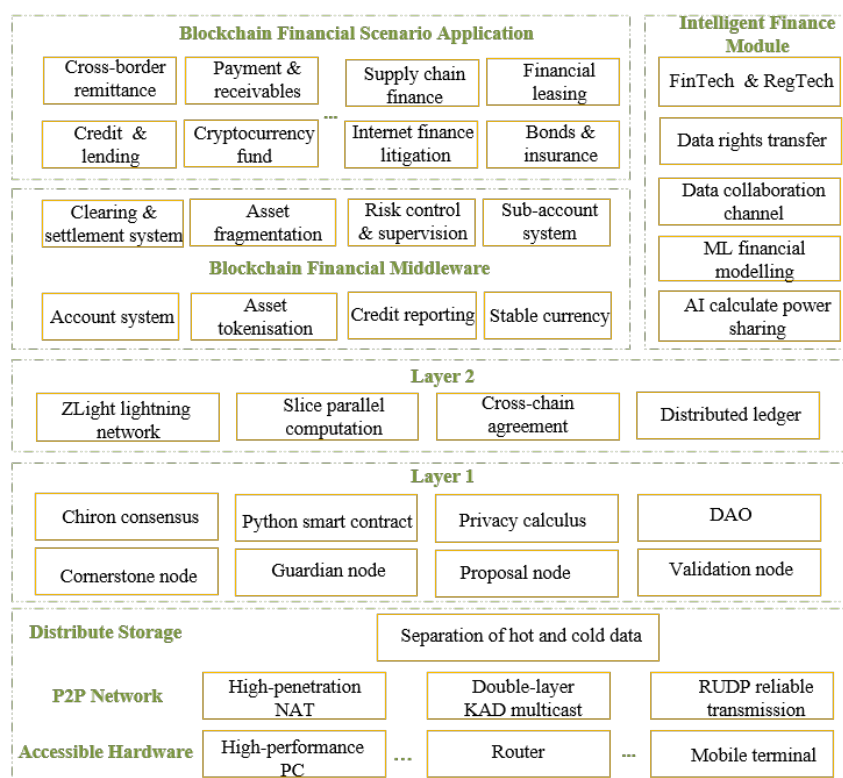 Blockchain Financial Scenario Application
Cross-border
remittance
Payment &
receivables
Supply chain
finance
Financial
leasing
...
Credit &
lending
Cryptocurrency
fund
Internet finance
litigation
Bonds &
insurance
Intelligent Finance
Module
FinTech & RegTech
Data rights transfer
Data collaboration
channel
ML financial
modelling
AI calculate power
sharing
Clearing &
settlement system
Asset
fragmentation
Risk control
& supervision
Sub-account
system
Blockchain Financial Middleware
Account system
Asset
tokenisation
Credit reporting
Stable currency
Layer 2
ZLight lightning
network
Slice parallel
computation
Cross-chain
agreement
Distributed ledger
Layer 1
Chiron consensus
Python smart contract
Privacy calculus
DAO
Cornerstone node
Guardian node
Proposal node
Validation node
Distribute Storage
Separation of hot and cold data
P2P Network
High-penetration
NAT
Double-layer
KAD multicast
RUDP reliable
transmission
Accessible Hardware
High-performance
PC
...
Router
...
Mobile terminal